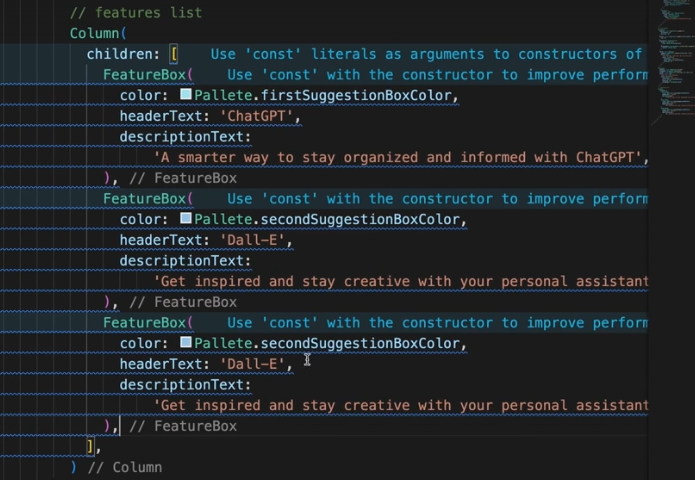 // features list
Column(
children: [ Use 'const' literals as arguments to constructors of
FeatureBox( Use 'const' with the constructor to improve perform
color: Pallete.firstSuggestionBoxColor,
headerText: 'ChatGPT',
descriptionText:
'A smarter way to stay organized and informed with ChatGPT',
), // FeatureBox
FeatureBox( Use 'const' with the constructor to improve perform
color: Pallete.secondSuggestionBoxColor,
headerText: 'Dall-E',
descriptionText:
'Get inspired and stay creative with your personal assistant
), // FeatureBox
FeatureBox( Use 'const' with the constructor to improve perform
color: Pallete.secondSuggestionBoxColor,
headerText: 'Dall-E',
descriptionText:
'Get inspired and stay creative with your personal assistant
), // FeatureBox
],
) // Column